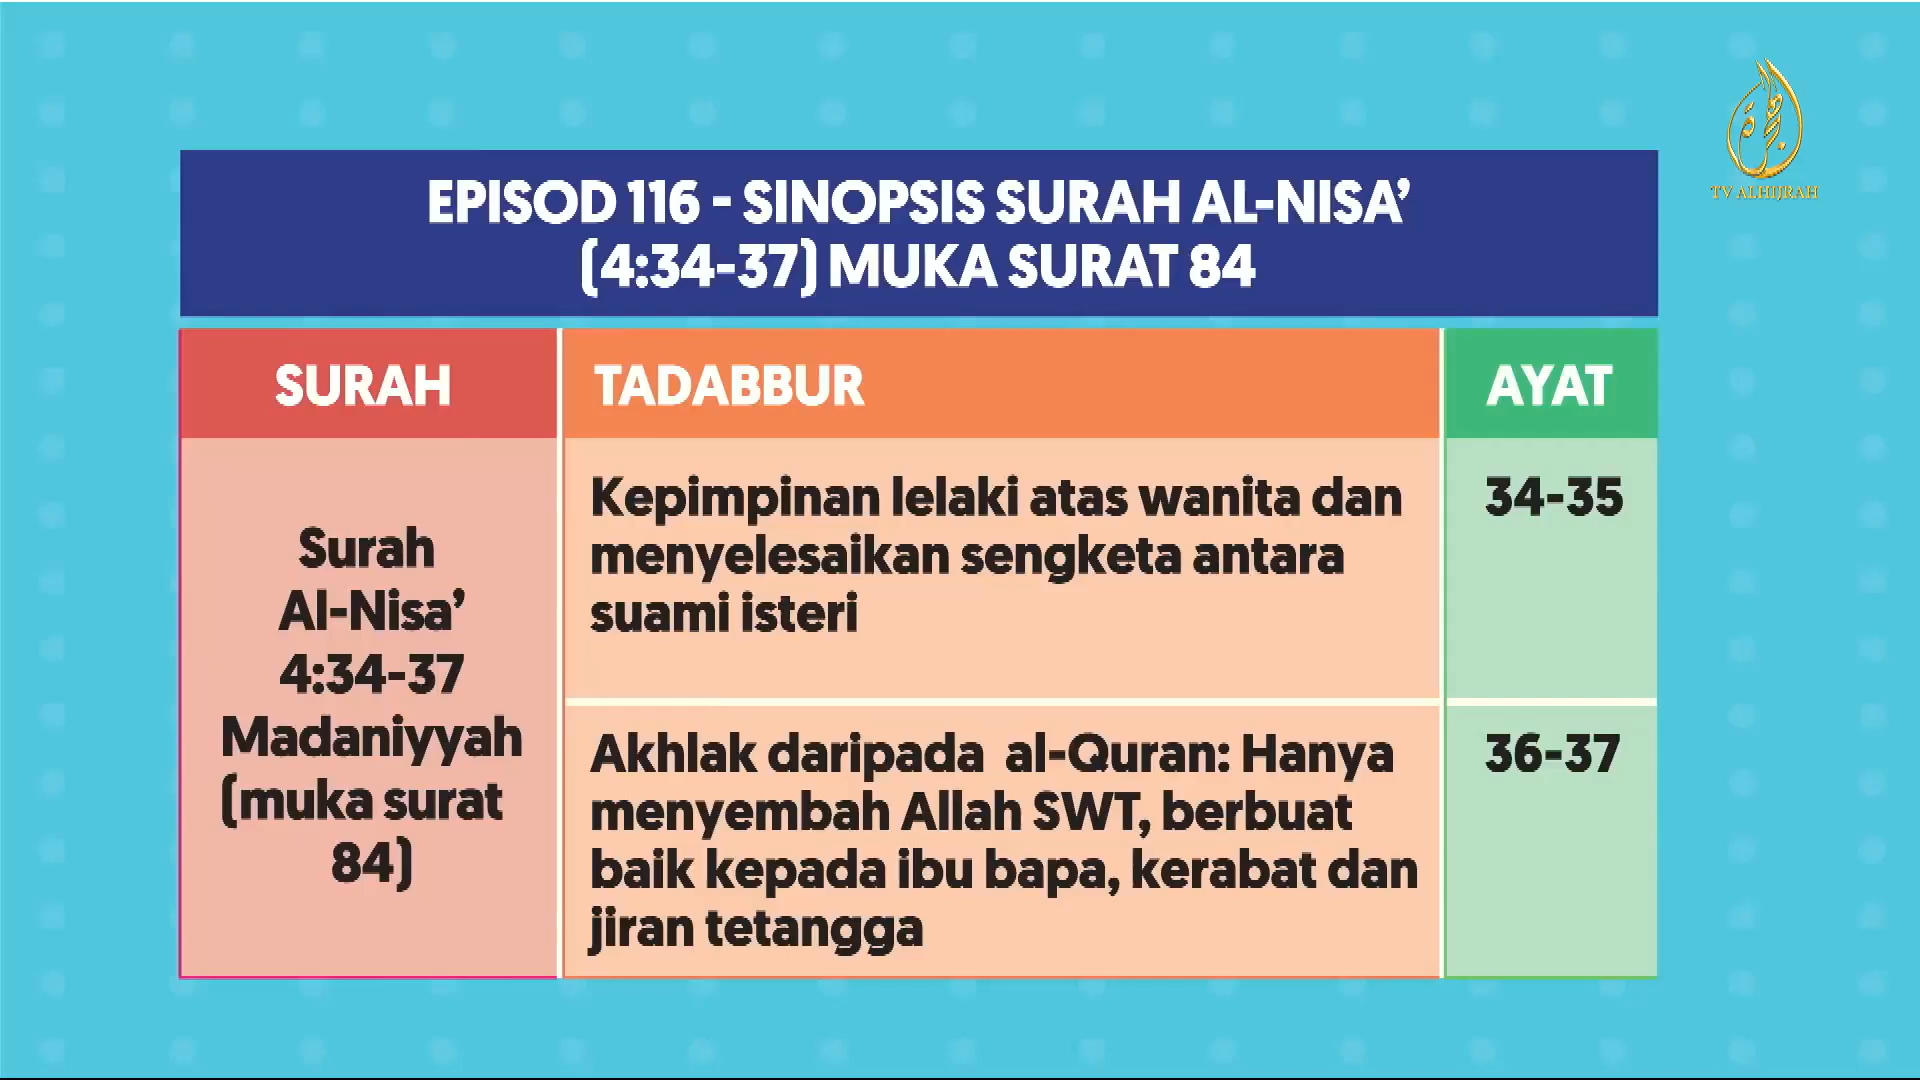 EPISOD 116 - SINOPSIS SURAH AL-NISA’
(4:34-37) MUKA SURAT 84
TV ALHIJRAH
SURAH
TADABBUR
AYAT
Surah
Al-Nisa’
4:34-37
Madaniyyah
(muka surat
84)
Kepimpinan lelaki atas wanita dan
menyelesaikan sengketa antara
suami isteri
34-35
Akhlak daripada  al-Quran: Hanya
menyembah Allah SWT, berbuat
baik kepada ibu bapa, kerabat dan
jiran tetangga
36-37